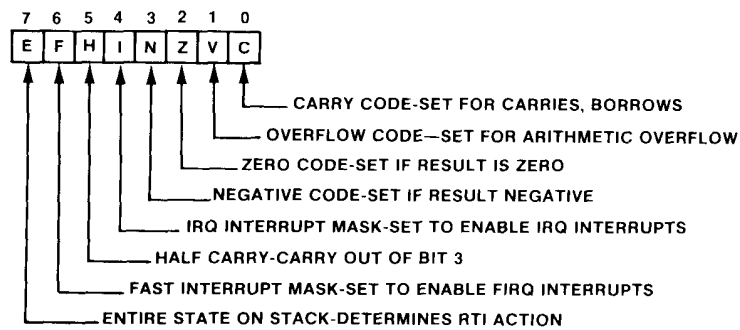 7 6 5 4 3 2 1 0
E F H I N Z V C
CARRY CODE-SET FOR CARRIES, BORROWS
OVERFLOW CODE—SET FOR ARITHMETIC OVERFLOW
ZERO CODE-SET IF RESULT IS ZERO
NEGATIVE CODE-SET IF RESULT NEGATIVE
IRQ INTERRUPT MASK-SET TO ENABLE IRQ INTERRUPTS
HALF CARRY-CARRY OUT OF BIT 3
FAST INTERRUPT MASK-SET TO ENABLE FIRQ INTERRUPTS
ENTIRE STATE ON STACK-DETERMINES RTI ACTION